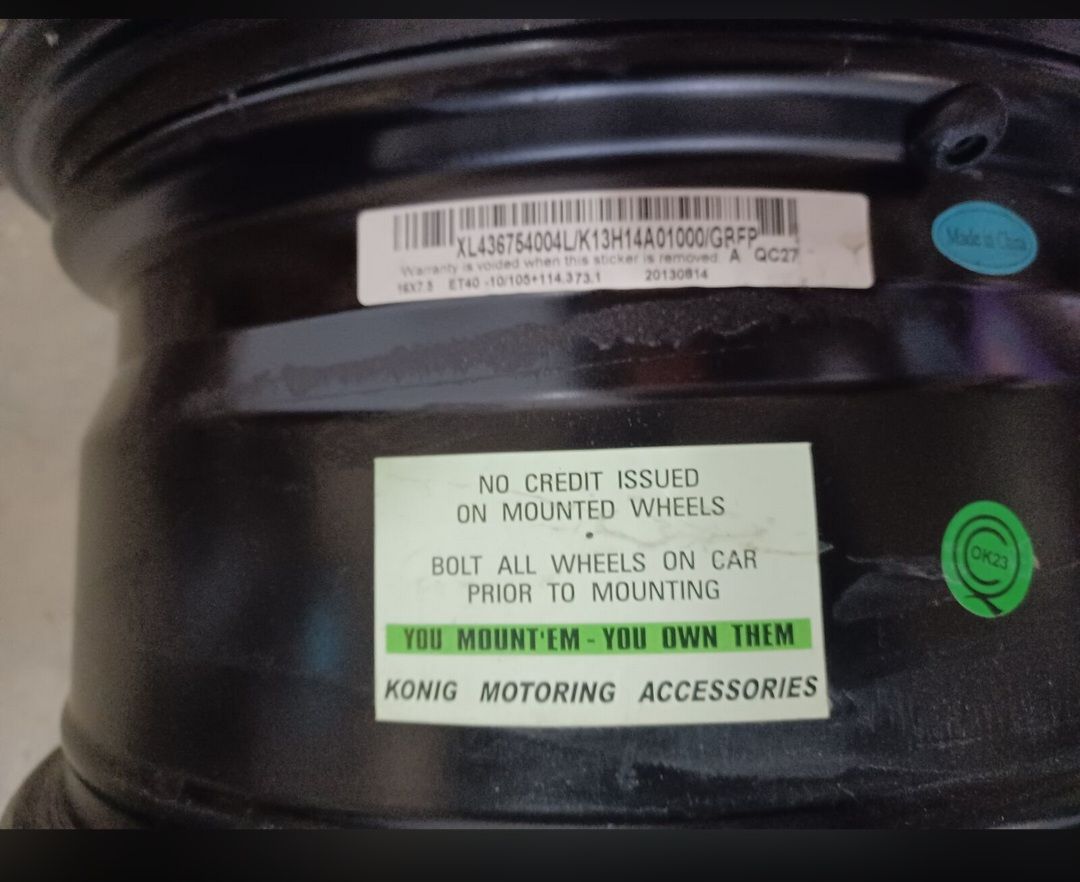 XL436754004L/K13H14A01000/GRFP
Warranty is voided when this sticker is removed. A QC27
16X7.5 ET40 -10/105+114.373.1 20130814
Made in China
NO CREDIT ISSUED
ON MOUNTED WHEELS
•
BOLT ALL WHEELS ON CAR
PRIOR TO MOUNTING
YOU MOUNT'EM - YOU OWN THEM
KONIG MOTORING ACCESSORIES
OK23